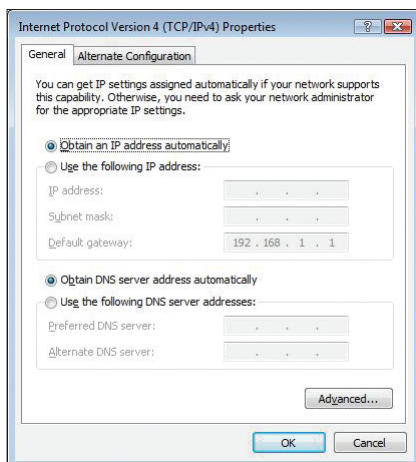 Internet Protocol Version 4 (TCP/IPv4) Properties
General
Alternate Configuration
You can get IP settings assigned automatically if your network supports
this capability. Otherwise, you need to ask your network administrator
for the appropriate IP settings.
Obtain an IP address automatically
Use the following IP address:
IP address: . . .
Subnet mask: . . .
Default gateway: 192 . 168 . 1 . 1
Obtain DNS server address automatically
Use the following DNS server addresses:
Preferred DNS server: . . .
Alternate DNS server: . . .
Advanced...
OK
Cancel